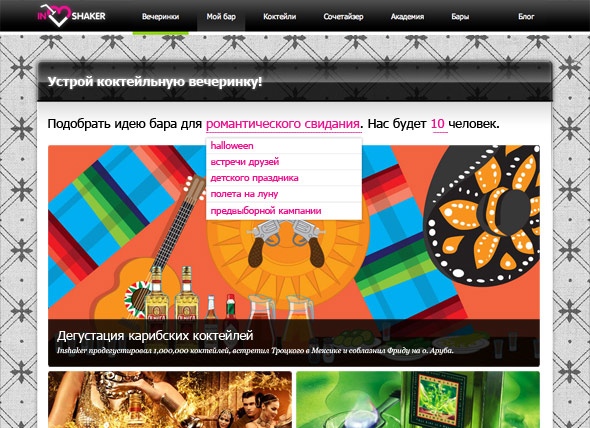 IN SHAKER
Вечеринки Мой бар Коктейли Сочетайзер Академия Бары Блог
Устрой коктейльную вечеринку!
Подобрать идею бара для романтического свидания. Нас будет 10 человек.
halloween
встречи друзей
детского праздника
полета на луну
предвыборной кампании
Дегустация карибских коктейлей
Inshaker продегустировал 1,000,000 коктейлей, встретил Троцкого в Мексике и соблазнил Фриду на о. Аруба.